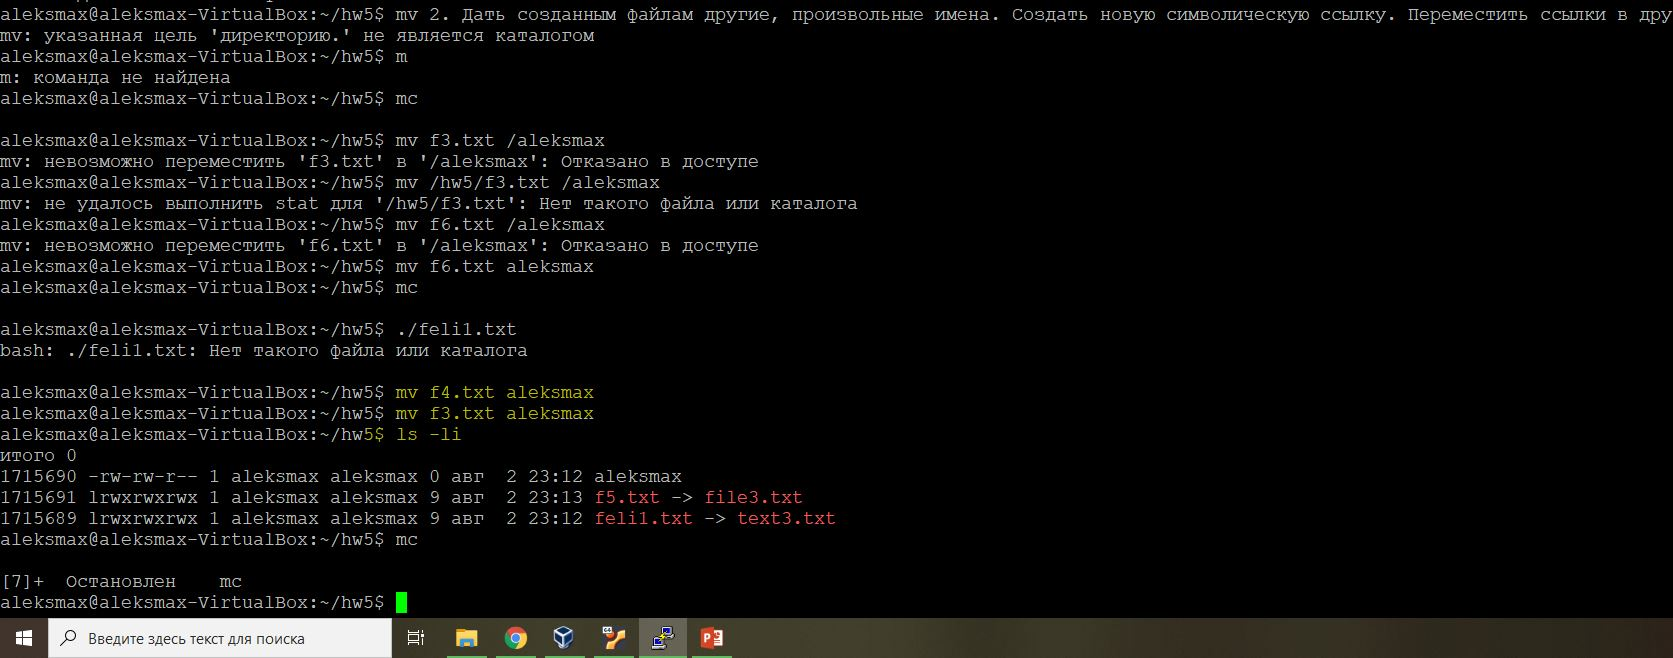 aleksmax@aleksmax-VirtualBox:~/hw5$ mv 2. Дать созданным файлам другие, произвольные имена. Создать новую символическую ссылку. Переместить ссылки в дру
mv: указанная цель 'директорию.' не является каталогом
aleksmax@aleksmax-VirtualBox:~/hw5$ m
m: команда не найдена
aleksmax@aleksmax-VirtualBox:~/hw5$ mc
aleksmax@aleksmax-VirtualBox:~/hw5$ mv f3.txt /aleksmax
mv: невозможно переместить 'f3.txt' в '/aleksmax': Отказано в доступе
aleksmax@aleksmax-VirtualBox:~/hw5$ mv /hw5/f3.txt /aleksmax
mv: не удалось выполнить stat для '/hw5/f3.txt': Нет такого файла или каталога
aleksmax@aleksmax-VirtualBox:~/hw5$ mv f6.txt /aleksmax
mv: невозможно переместить 'f6.txt' в '/aleksmax': Отказано в доступе
aleksmax@aleksmax-VirtualBox:~/hw5$ mv f6.txt aleksmax
aleksmax@aleksmax-VirtualBox:~/hw5$ mc
aleksmax@aleksmax-VirtualBox:~/hw5$ ./feli1.txt
bash: ./feli1.txt: Нет такого файла или каталога
aleksmax@aleksmax-VirtualBox:~/hw5$ mv f4.txt aleksmax
aleksmax@aleksmax-VirtualBox:~/hw5$ mv f3.txt aleksmax
aleksmax@aleksmax-VirtualBox:~/hw5$ ls -li
итого 0
1715690 -rw-rw-r-- 1 aleksmax aleksmax 0 авг  2 23:12 aleksmax
1715691 lrwxrwxrwx 1 aleksmax aleksmax 9 авг  2 23:13 f5.txt -> file3.txt
1715689 lrwxrwxrwx 1 aleksmax aleksmax 9 авг  2 23:12 feli1.txt -> text3.txt
aleksmax@aleksmax-VirtualBox:~/hw5$ mc
[7]+  Остановлен    mc
aleksmax@aleksmax-VirtualBox:~/hw5$
Введите здесь текст для поиска